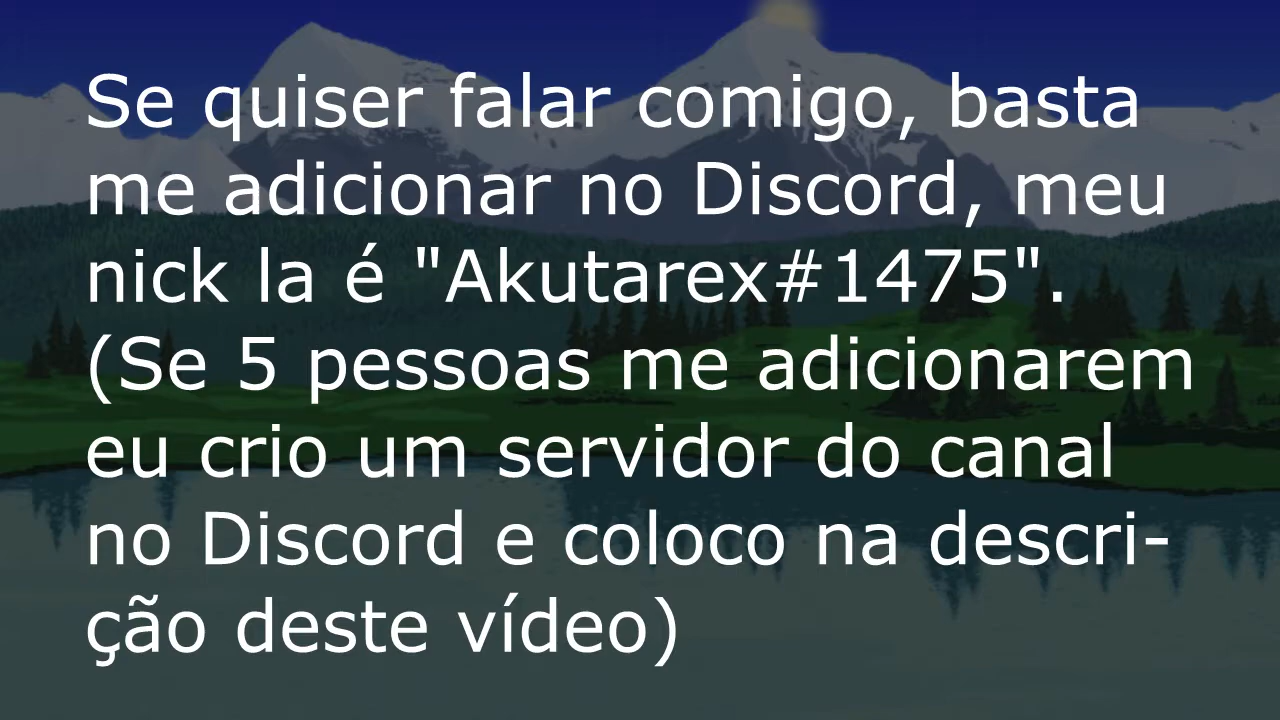 Se quiser falar comigo, basta
me adicionar no Discord, meu
nick la é "Akutarex#1475".
(Se 5 pessoas me adicionarem
eu crio um servidor do canal
no Discord e coloco na descri-
ção deste vídeo)